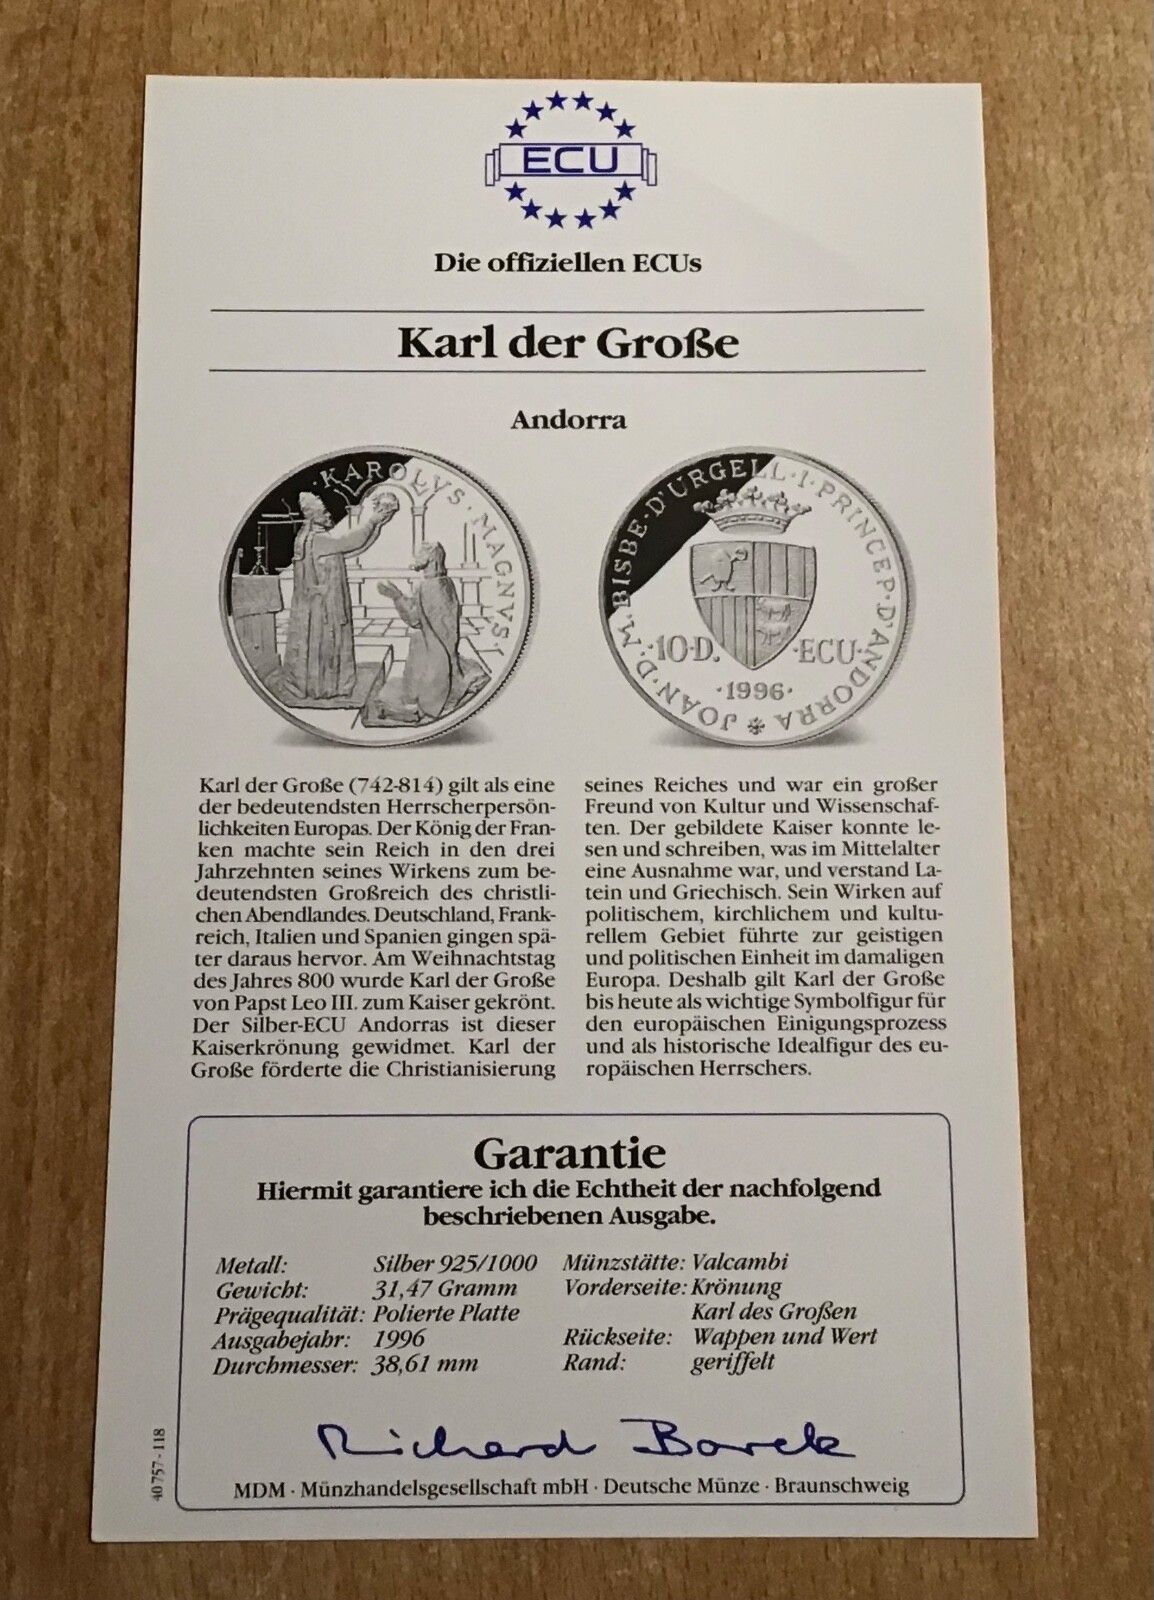 ECU
Die offiziellen ECUs
Karl der Große
Andorra
·KAROLVS·MAGNVS·
JOAN·D.M.·BISBE·D'URGELL·I·PRINCEP·D'ANDORRA
·10·D. ·ECU·
·1996·
Karl der Große (742-814) gilt als eine
der bedeutendsten Herrscherpersön-
lichkeiten Europas. Der König der Fran-
ken machte sein Reich in den drei
Jahrzehnten seines Wirkens zum be-
deutendsten Großreich des christli-
chen Abendlandes. Deutschland, Frank-
reich, Italien und Spanien gingen spä-
ter daraus hervor. Am Weihnachtstag
des Jahres 800 wurde Karl der Große
von Papst Leo III. zum Kaiser gekrönt.
Der Silber-ECU Andorras ist dieser
Kaiserkrönung gewidmet. Karl der
Große förderte die Christianisierung
seines Reiches und war ein großer
Freund von Kultur und Wissenschaf-
ten. Der gebildete Kaiser konnte le-
sen und schreiben, was im Mittelalter
eine Ausnahme war, und verstand La-
tein und Griechisch. Sein Wirken auf
politischem, kirchlichem und kultu-
rellem Gebiet führte zur geistigen
und politischen Einheit im damaligen
Europa. Deshalb gilt Karl der Große
bis heute als wichtige Symbolfigur für
den europäischen Einigungsprozess
und als historische Idealfigur des eu-
ropäischen Herrschers.
Garantie
Hiermit garantiere ich die Echtheit der nachfolgend
beschriebenen Ausgabe.
Metall: Silber 925/1000
Gewicht: 31,47 Gramm
Prägequalität: Polierte Platte
Ausgabejahr: 1996
Durchmesser: 38,61 mm
Münzstätte: Valcambi
Vorderseite: Krönung
Karl des Großen
Rückseite: Wappen und Wert
Rand: geriffelt
Richard Borek
MDM · Münzhandelsgesellschaft mbH · Deutsche Münze · Braunschweig
40 757 - 118